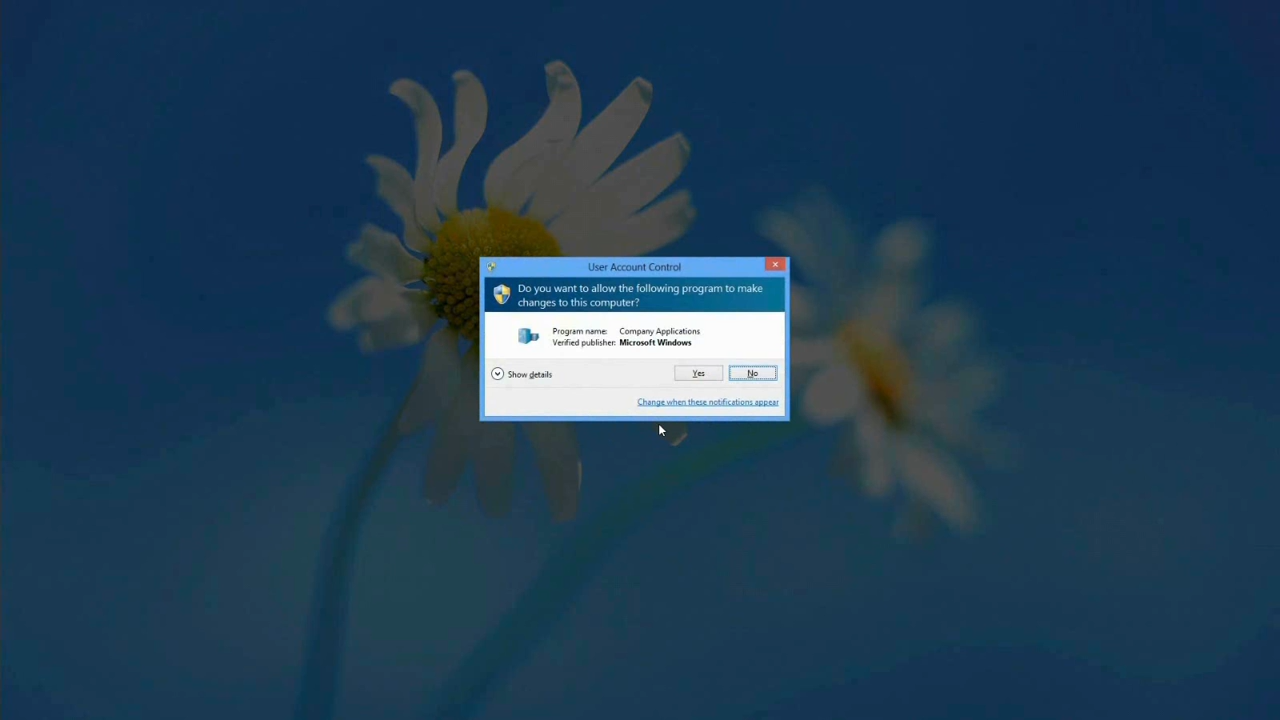 User Account Control
Do you want to allow the following program to make
changes to this computer?
Program name: Company Applications
Verified publisher: Microsoft Windows
Show details
Yes
No
Change when these notifications appear